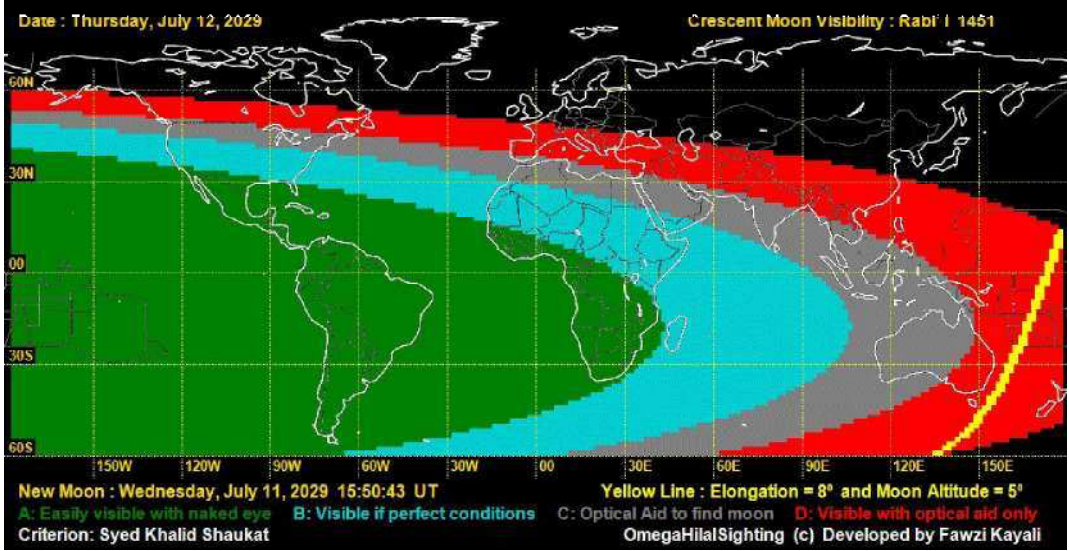 Date : Thursday, July 12, 2029
Crescent Moon Visibility : Rabi' I 1451
60N
30N
00
30S
60S
150W 120W 90W 60W 30W 00 30E 60E 90E 120E 150E
New Moon : Wednesday, July 11, 2029 15:50:43 UT
Yellow Line : Elongation = 8º and Moon Altitude = 5º
A: Easily visible with naked eye B: Visible if perfect conditions C: Optical Aid to find moon D: Visible with optical aid only
Criterion: Syed Khalid Shaukat
OmegaHilalSighting (c) Developed by Fawzi Kayali